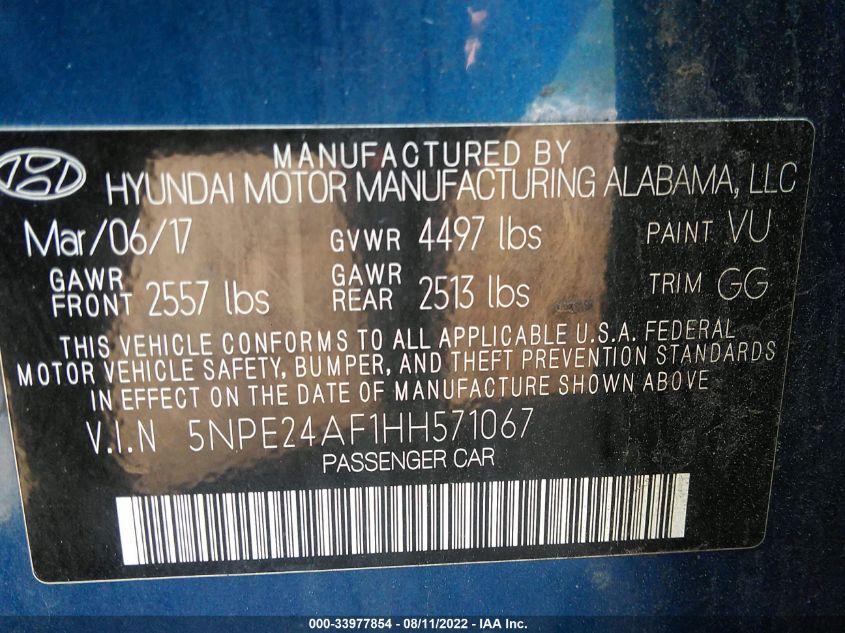 MANUFACTURED BY
HYUNDAI MOTOR MANUFACTURING ALABAMA, LLC
Mar/06/17 GVWR 4497 lbs PAINT VU
GAWR FRONT 2557 lbs GAWR REAR 2513 lbs TRIM GG
THIS VEHICLE CONFORMS TO ALL APPLICABLE U.S.A. FEDERAL
MOTOR VEHICLE SAFETY, BUMPER, AND THEFT PREVENTION STANDARDS
IN EFFECT ON THE DATE OF MANUFACTURE SHOWN ABOVE
V.I.N 5NPE24AF1HH571067
PASSENGER CAR
000-33977854 - 08/11/2022 - IAA Inc.